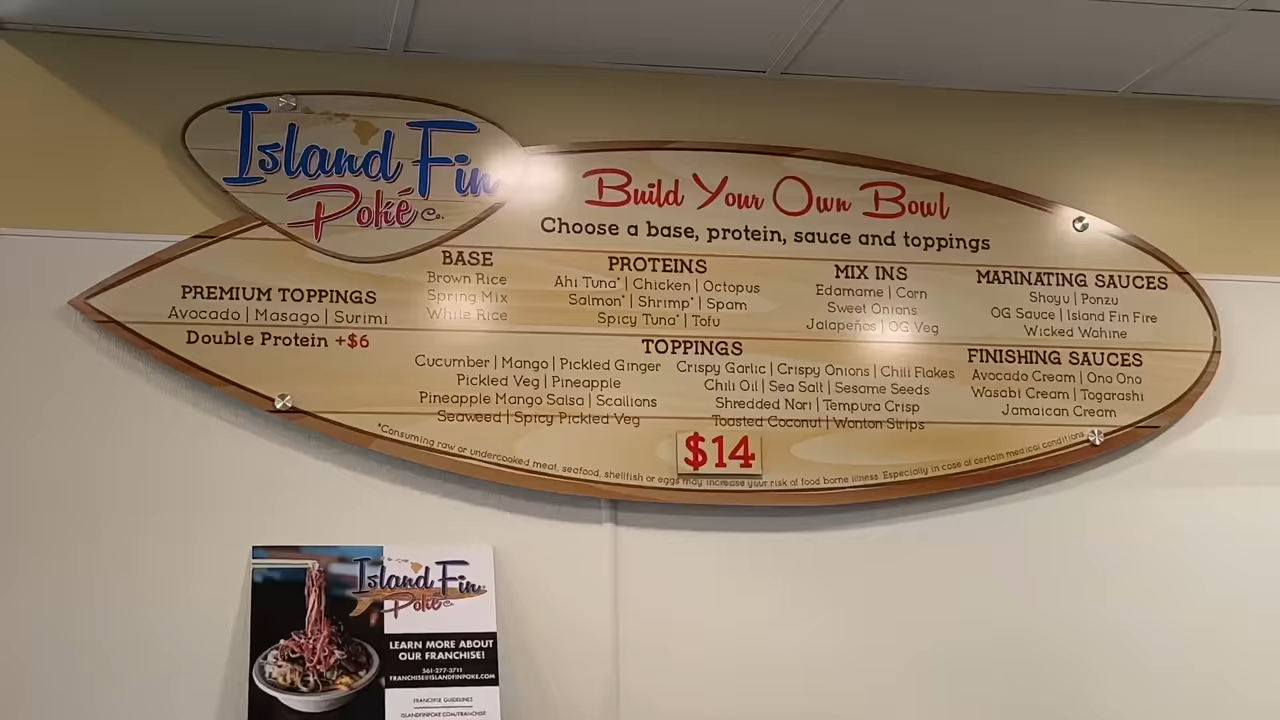 Island Fin
Poké Co.
Build Your Own Bowl
Choose a base, protein, sauce and toppings
PREMIUM TOPPINGS
Avocado | Masago | Surimi
Double Protein +$6
BASE
Brown Rice
Spring Mix
White Rice
PROTEINS
Ahi Tuna* | Chicken | Octopus
Salmon* | Shrimp* | Spam
Spicy Tuna* | Tofu
MIX INS
Edamame | Corn
Sweet Onions
Jalapeños | OG Veg
MARINATING SAUCES
Shoyu | Ponzu
OG Sauce | Island Fin Fire
Wicked Wahine
TOPPINGS
Cucumber | Mango | Pickled Ginger
Pickled Veg | Pineapple
Pineapple Mango Salsa | Scallions
Seaweed | Spicy Pickled Veg
Crispy Garlic | Crispy Onions | Chili Flakes
Chili Oil | Sea Salt | Sesame Seeds
Shredded Nori | Tempura Crisp
Toasted Coconut | Wonton Strips
FINISHING SAUCES
Avocado Cream | Ono Ono
Wasabi Cream | Togarashi
Jamaican Cream
$14
*Consuming raw or undercooked meat, seafood, shellfish or eggs may increase your risk of food borne illness. Especially in case of certain medical conditions.
Island Fin
Poké Co.
LEARN MORE ABOUT
OUR FRANCHISE!
561-277-3711
FRANCHISE@ISLANDFINPOKE.COM
FRANCHISE GUIDELINES
ISLANDFINPOKE.COM/FRANCHISE